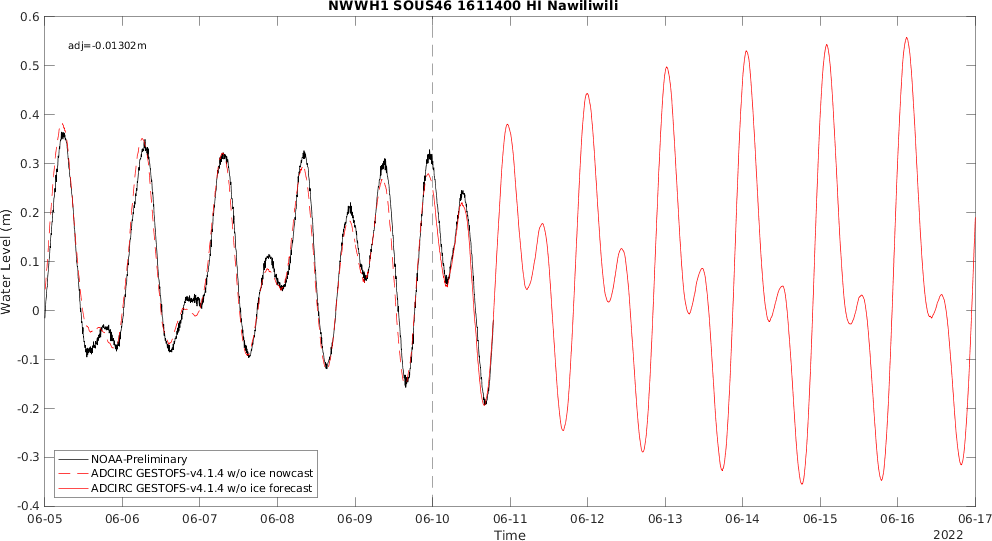 NWWH1 SOUS46 1611400 HI Nawiliwili
adj=-0.01302m
0.6
0.5
0.4
0.3
0.2
0.1
0
-0.1
-0.2
-0.3
-0.4
Water Level (m)
NOAA-Preliminary
ADCIRC GESTOFS-v4.1.4 w/o ice nowcast
ADCIRC GESTOFS-v4.1.4 w/o ice forecast
06-05 06-06 06-07 06-08 06-09 06-10 06-11 06-12 06-13 06-14 06-15 06-16 06-17
Time
2022